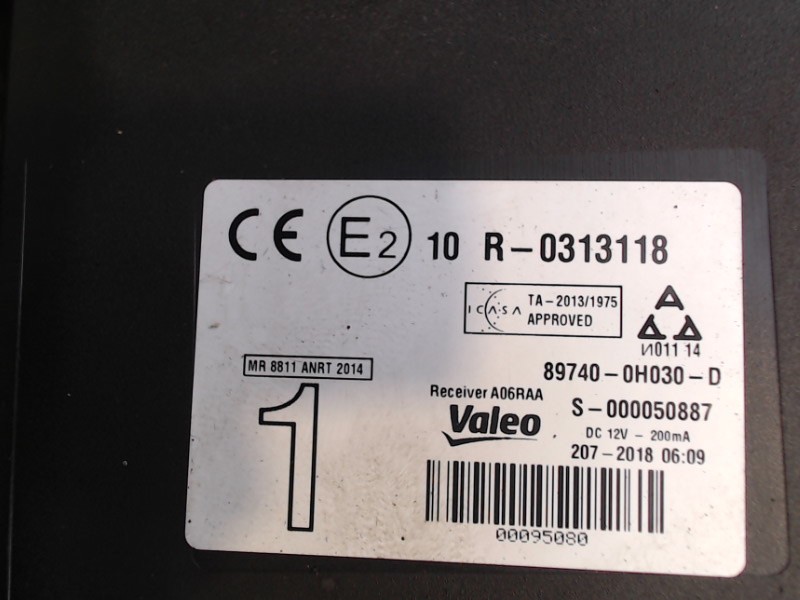 CE E2 10 R-0313118
ICASA TA-2013/1975
APPROVED
И011 14
MR 8811 ANRT 2014
89740-0H030-D
Receiver A06RAA
Valeo
S-000050887
DC 12V - 200mA
207-2018 06:09
1
00095080